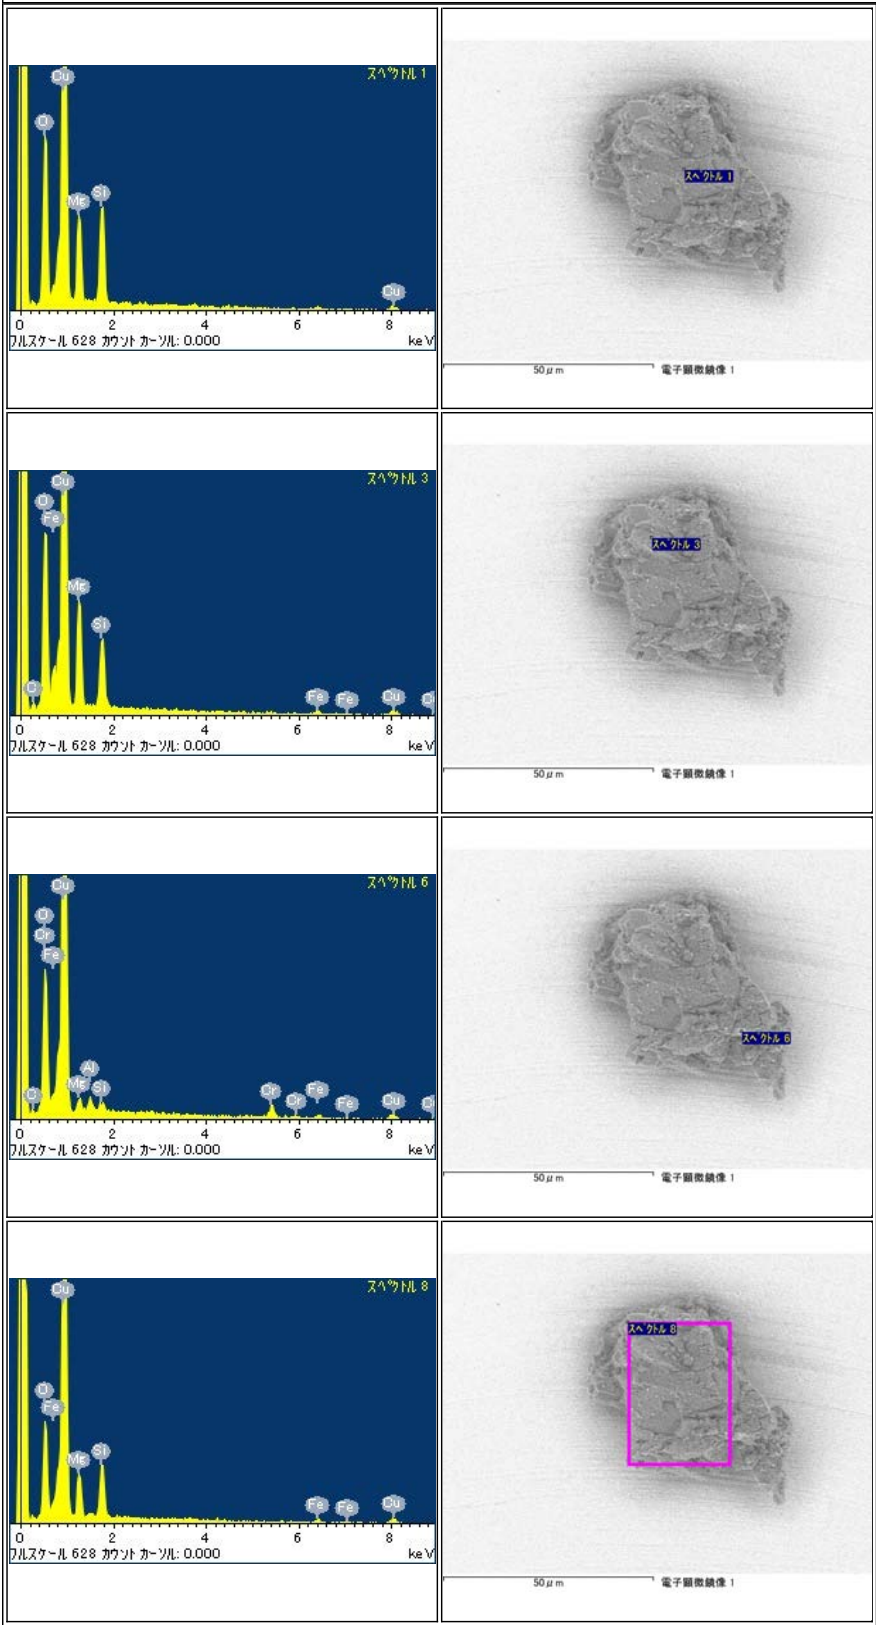 スペクトル 1
Cu
O
Mg
Si
Cu
0 2 4 6 8
フルスケール 628 カウント カーソル: 0.000 keV
スペクトル 1
50μm 電子顕微鏡像 1
スペクトル 3
Cu
O
Fe
Mg
Si
C
Fe Fe Cu
0 2 4 6 8
フルスケール 628 カウント カーソル: 0.000 keV
スペクトル 3
50μm 電子顕微鏡像 1
スペクトル 6
Cu
O
Cr
Fe
Al
Mg Si
C
Cr Cr Fe Fe Cu
0 2 4 6 8
フルスケール 628 カウント カーソル: 0.000 keV
スペクトル 6
50μm 電子顕微鏡像 1
スペクトル 8
Cu
O
Fe
Mg Si
Fe Fe Cu
0 2 4 6 8
フルスケール 628 カウント カーソル: 0.000 keV
スペクトル 8
50μm 電子顕微鏡像 1